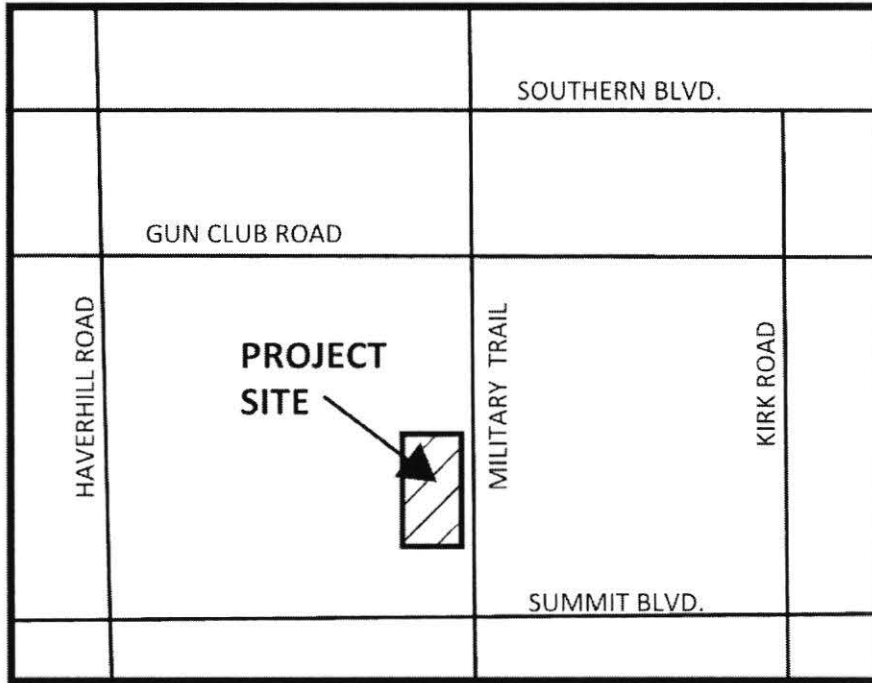 SOUTHERN BLVD.
GUN CLUB ROAD
HAVERHILL ROAD
PROJECT
SITE
MILITARY TRAIL
KIRK ROAD
SUMMIT BLVD.